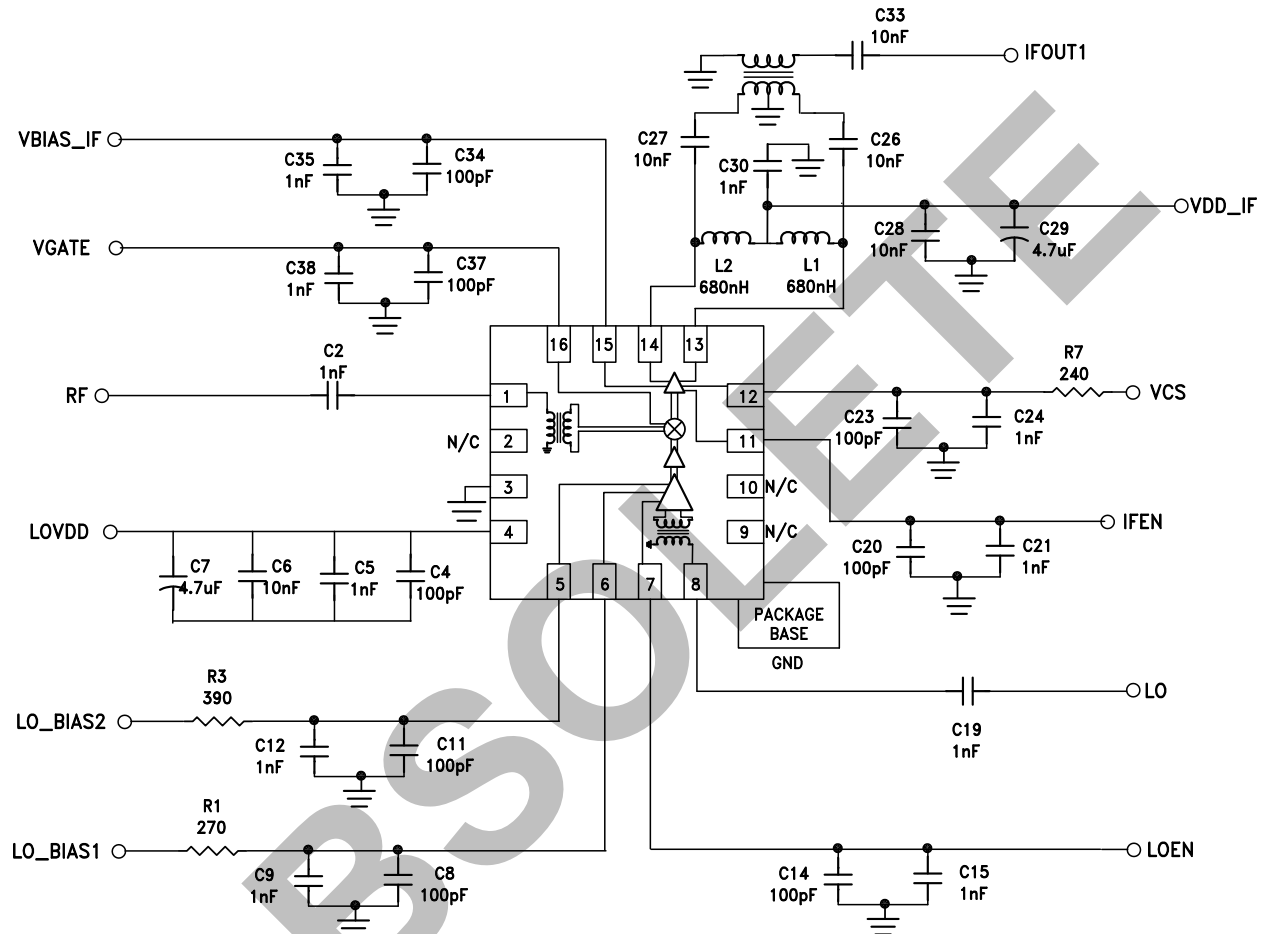 C33
10nF
IFOUT1
VBIAS_IF
C35
1nF
C34
100pF
C27
10nF
C30
1nF
C26
10nF
VDD_IF
C28
10nF
C29
4.7uF
VGATE
C38
1nF
C37
100pF
L2
680nH
L1
680nH
16
15
14
13
C2
1nF
RF
1
N/C
2
3
4
12
11
10
N/C
9
N/C
R7
240
VCS
C23
100pF
C24
1nF
IFEN
C20
100pF
C21
1nF
LOVDD
C7
4.7uF
C6
10nF
C5
1nF
C4
100pF
5
6
7
8
PACKAGE
BASE
GND
LO
C19
1nF
R3
390
LO_BIAS2
C12
1nF
C11
100pF
R1
270
LO_BIAS1
C9
1nF
C8
100pF
LOEN
C14
100pF
C15
1nF
BSOLETE